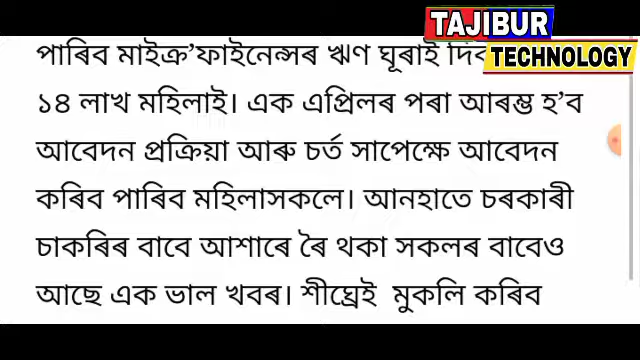 TAJIBUR
TECHNOLOGY
পাৰিব মাইক্ৰ’ফাইনেন্সৰ ঋণ ঘূৰাই
১৪ লাখ মহিলাই। এক এপ্ৰিলৰ পৰা আৰম্ভ হ’ব
আবেদন প্ৰক্ৰিয়া আৰু চৰ্ত সাপেক্ষে আবেদন
কৰিব পাৰিব মহিলাসকলে। আনহাতে চৰকাৰী
চাকৰিৰ বাবে আশাৰে ৰৈ থকা সকলৰ বাবেও
আছে এক ভাল খবৰ। শীঘ্ৰেই মুকলি কৰিব